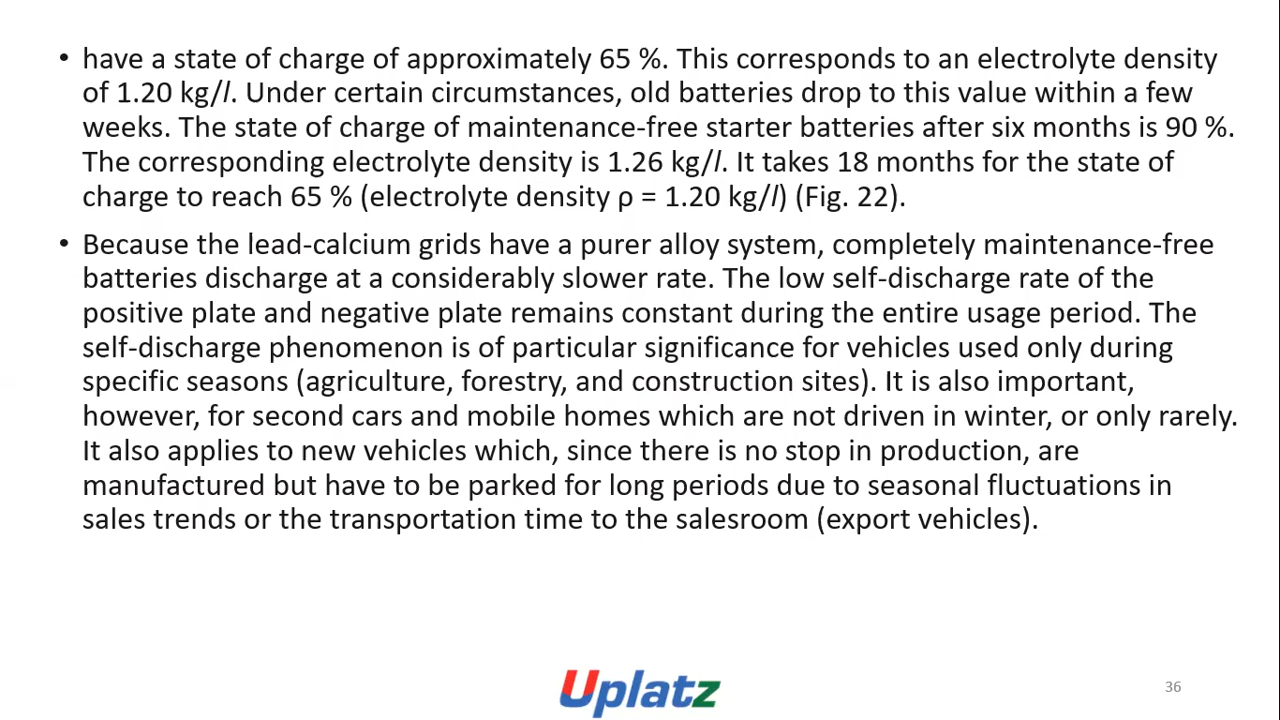 • have a state of charge of approximately 65 %. This corresponds to an electrolyte density
of 1.20 kg/l. Under certain circumstances, old batteries drop to this value within a few
weeks. The state of charge of maintenance-free starter batteries after six months is 90 %.
The corresponding electrolyte density is 1.26 kg/l. It takes 18 months for the state of
charge to reach 65 % (electrolyte density ρ = 1.20 kg/l) (Fig. 22).
• Because the lead-calcium grids have a purer alloy system, completely maintenance-free
batteries discharge at a considerably slower rate. The low self-discharge rate of the
positive plate and negative plate remains constant during the entire usage period. The
self-discharge phenomenon is of particular significance for vehicles used only during
specific seasons (agriculture, forestry, and construction sites). It is also important,
however, for second cars and mobile homes which are not driven in winter, or only rarely.
It also applies to new vehicles which, since there is no stop in production, are
manufactured but have to be parked for long periods due to seasonal fluctuations in
sales trends or the transportation time to the salesroom (export vehicles).
Uplatz
36